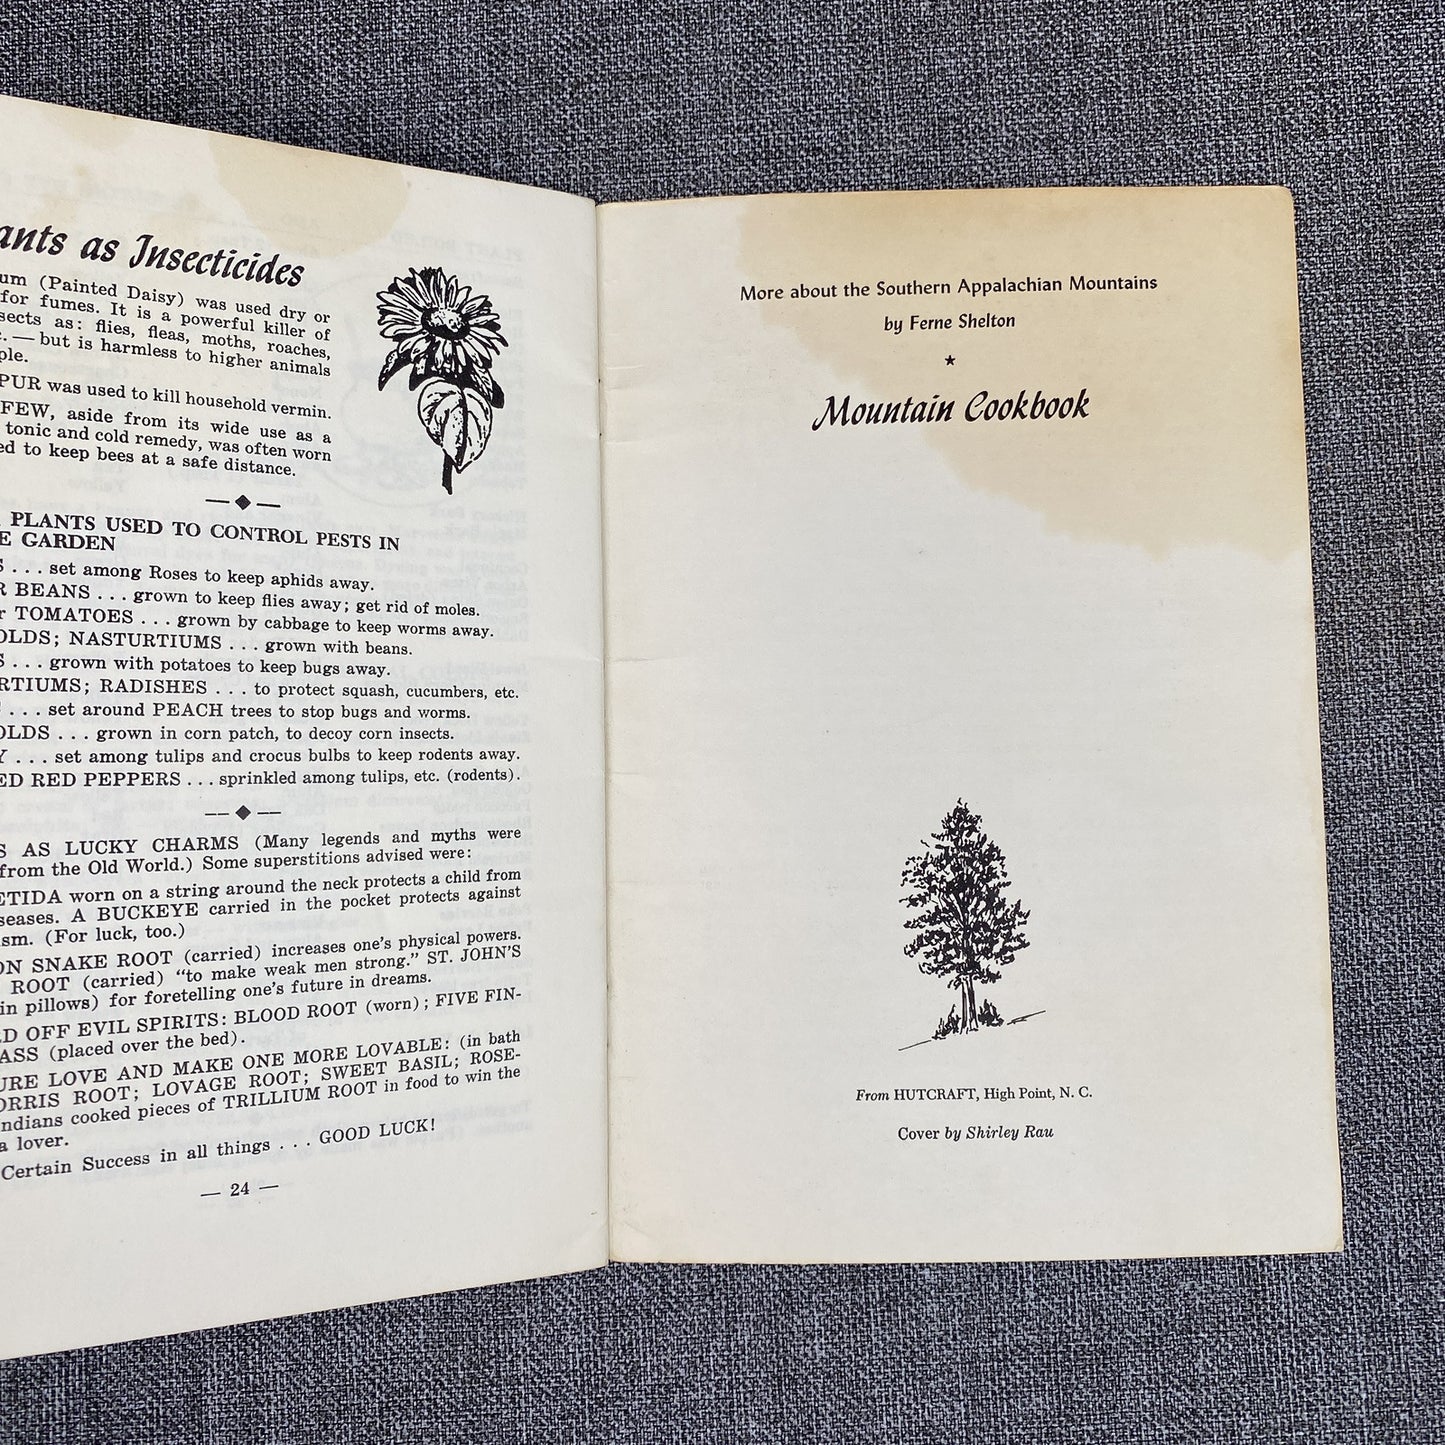 ants as Insecticides
um (Painted Daisy) was used dry or
for fumes. It is a powerful killer of
sects as: flies, fleas, moths, roaches,
c. — but is harmless to higher animals
ple.
PUR was used to kill household vermin.
FEW, aside from its wide use as a
tonic and cold remedy, was often worn
ed to keep bees at a safe distance.
PLANTS USED TO CONTROL PESTS IN
E GARDEN
S . . . set among Roses to keep aphids away.
R BEANS . . . grown to keep flies away; get rid of moles.
r TOMATOES . . . grown by cabbage to keep worms away.
OLDS; NASTURTIUMS . . . grown with beans.
S . . . grown with potatoes to keep bugs away.
RTIUMS; RADISHES . . . to protect squash, cucumbers, etc.
. . . set around PEACH trees to stop bugs and worms.
OLDS . . . grown in corn patch, to decoy corn insects.
Y . . . set among tulips and crocus bulbs to keep rodents away.
ED RED PEPPERS . . . sprinkled among tulips, etc. (rodents).
S AS LUCKY CHARMS (Many legends and myths were
from the Old World.) Some superstitions advised were:
ETIDA worn on a string around the neck protects a child from
seases. A BUCKEYE carried in the pocket protects against
ism. (For luck, too.)
ON SNAKE ROOT (carried) increases one's physical powers.
ROOT (carried) "to make weak men strong." ST. JOHN'S
in pillows) for foretelling one's future in dreams.
RD OFF EVIL SPIRITS: BLOOD ROOT (worn); FIVE FIN-
ASS (placed over the bed).
URE LOVE AND MAKE ONE MORE LOVABLE: (in bath
ORRIS ROOT; LOVAGE ROOT; SWEET BASIL; ROSE-
ndians cooked pieces of TRILLIUM ROOT in food to win the
a lover.
Certain Success in all things . . . GOOD LUCK!
— 24 —
More about the Southern Appalachian Mountains
by Ferne Shelton
Mountain Cookbook
From HUTCRAFT, High Point, N. C.
Cover by Shirley Rau